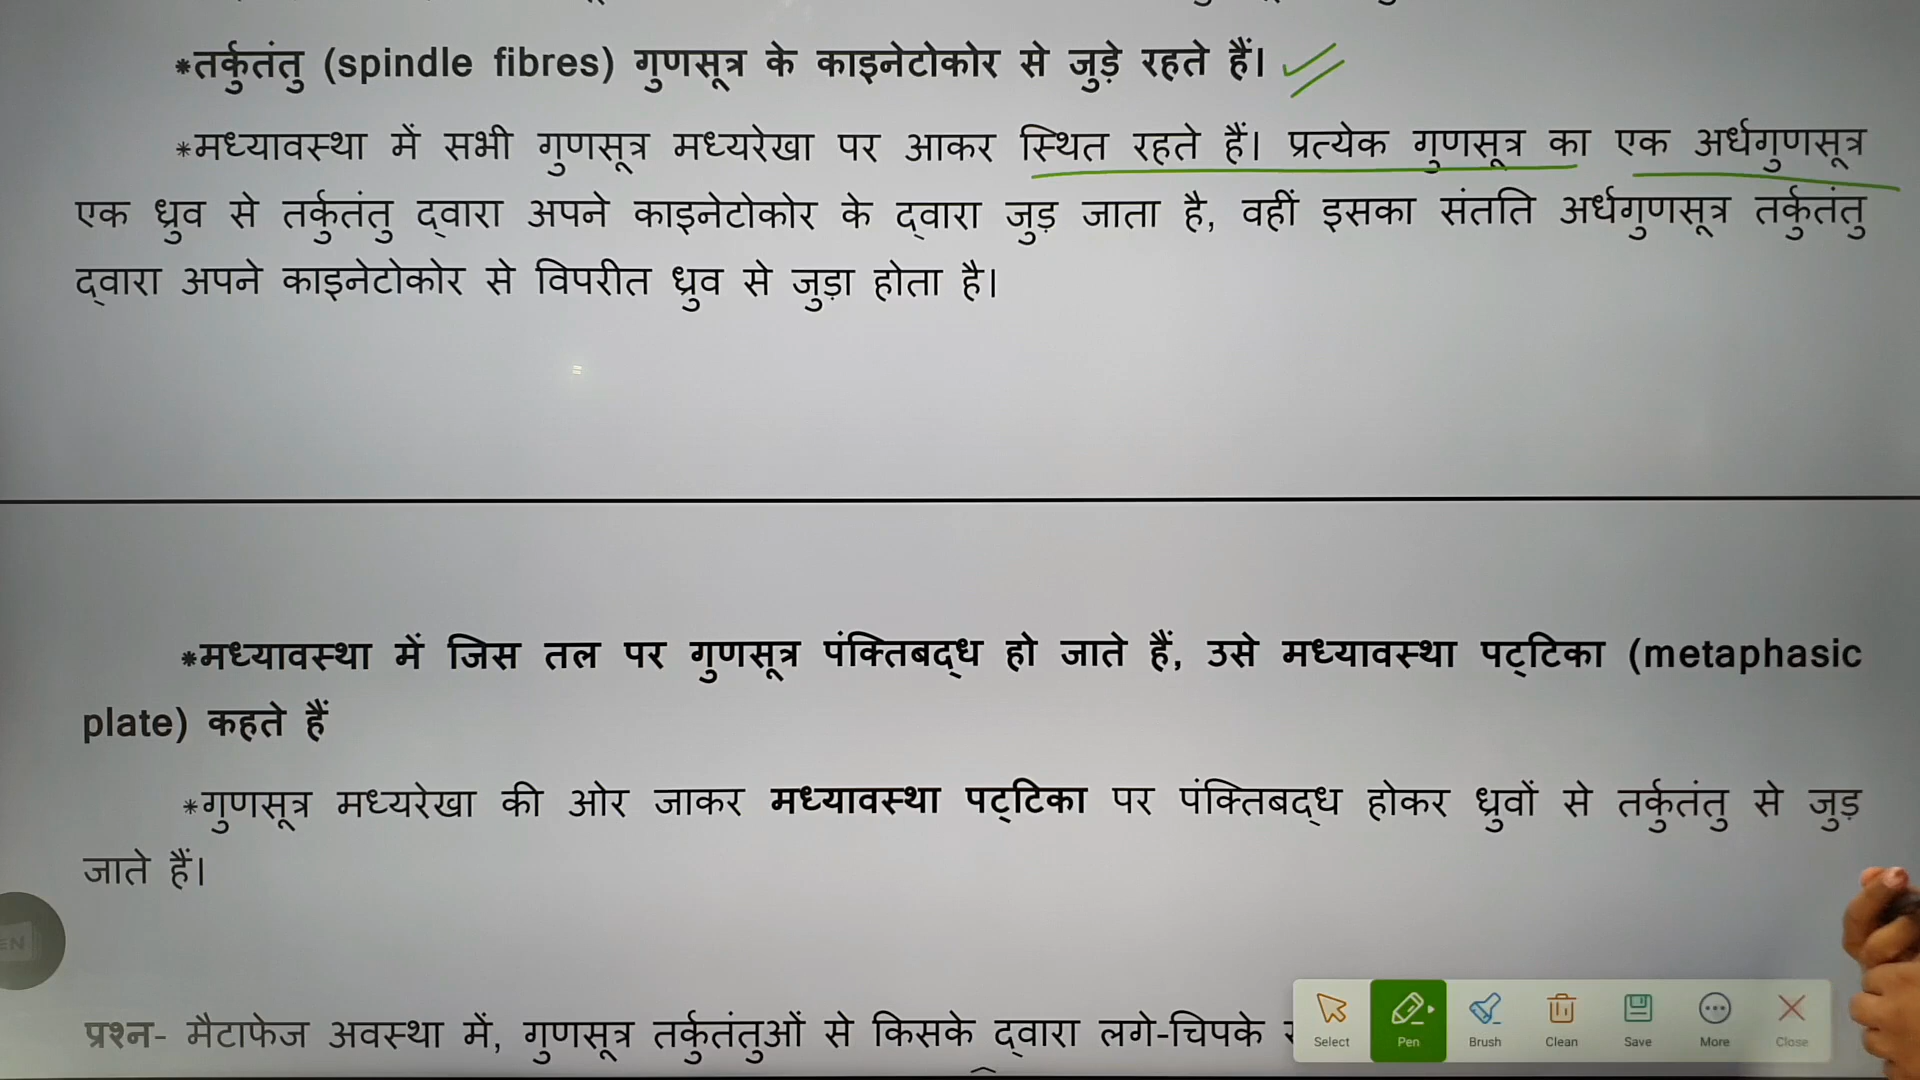 *तर्कुतंतु (spindle fibres) गुणसूत्र के काइनेटोकोर से जुड़े रहते हैं।
*मध्यावस्था में सभी गुणसूत्र मध्यरेखा पर आकर स्थित रहते हैं। प्रत्येक गुणसूत्र का एक अर्धगुणसूत्र
एक ध्रुव से तर्कुतंतु द्वारा अपने काइनेटोकोर के द्वारा जुड़ जाता है, वहीं इसका संतति अर्धगुणसूत्र तर्कुतंतु
द्वारा अपने काइनेटोकोर से विपरीत ध्रुव से जुड़ा होता है।
*मध्यावस्था में जिस तल पर गुणसूत्र पंक्तिबद्ध हो जाते हैं, उसे मध्यावस्था पट्टिका (metaphasic
plate) कहते हैं
*गुणसूत्र मध्यरेखा की ओर जाकर मध्यावस्था पट्टिका पर पंक्तिबद्ध होकर ध्रुवों से तर्कुतंतु से जुड़
जाते हैं।
EN
प्रश्न- मैटाफेज अवस्था में, गुणसूत्र तर्कुतंतुओं से किसके द्वारा लगे-चिपके
Select Pen Brush Clean Save More Close